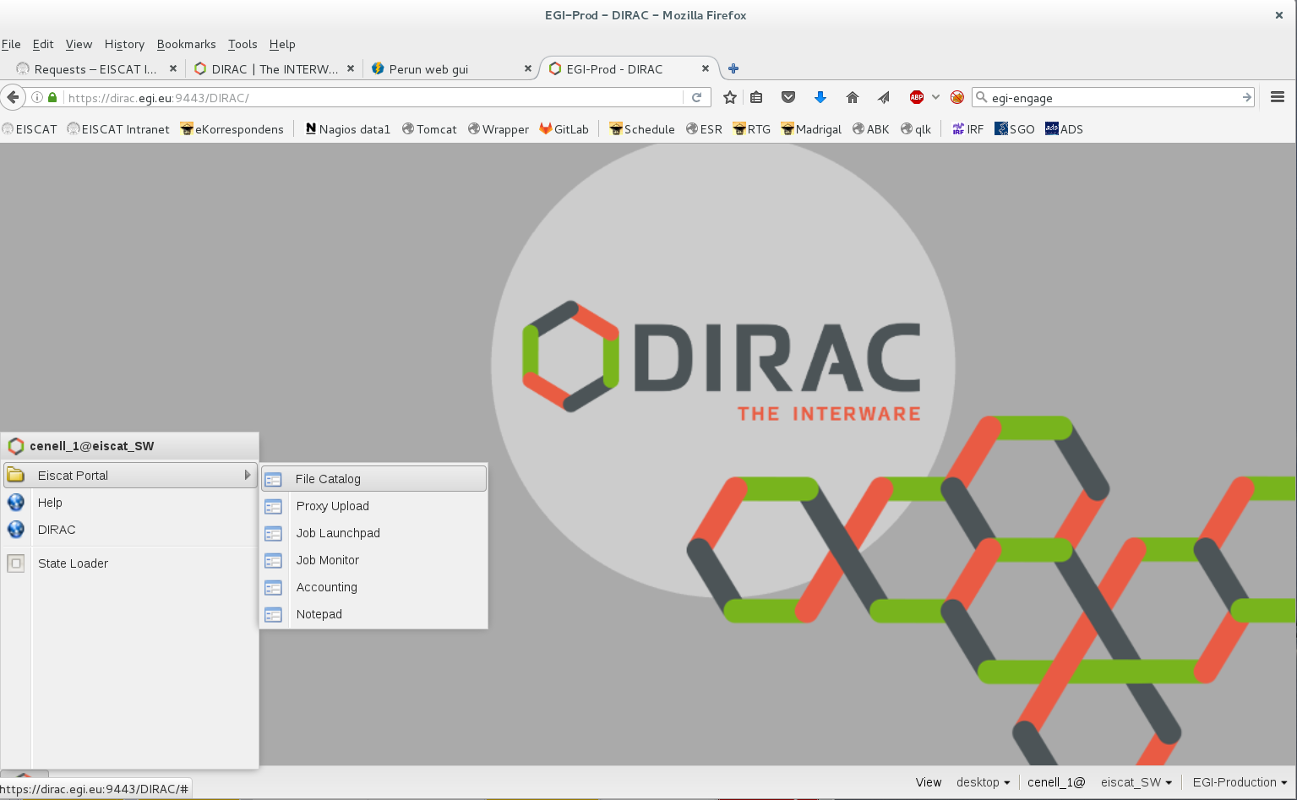 EGI-Prod - DIRAC - Mozilla Firefox
File Edit View History Bookmarks Tools Help
Requests – EISCAT I... DIRAC | The INTERW... Perun web gui EGI-Prod - DIRAC
https://dirac.egi.eu:9443/DIRAC/ ABP egi-engage
EISCAT EISCAT Intranet eKorrespondens Nagios data1 Tomcat Wrapper GitLab Schedule ESR RTG Madrigal ABK qlk IRF SGO ads ADS
DIRAC
THE INTERWARE
cenell_1@eiscat_SW
Eiscat Portal
Help
DIRAC
State Loader
File Catalog
Proxy Upload
Job Launchpad
Job Monitor
Accounting
Notepad
https://dirac.egi.eu:9443/DIRAC/#
View desktop cenell_1@ eiscat_SW EGI-Production